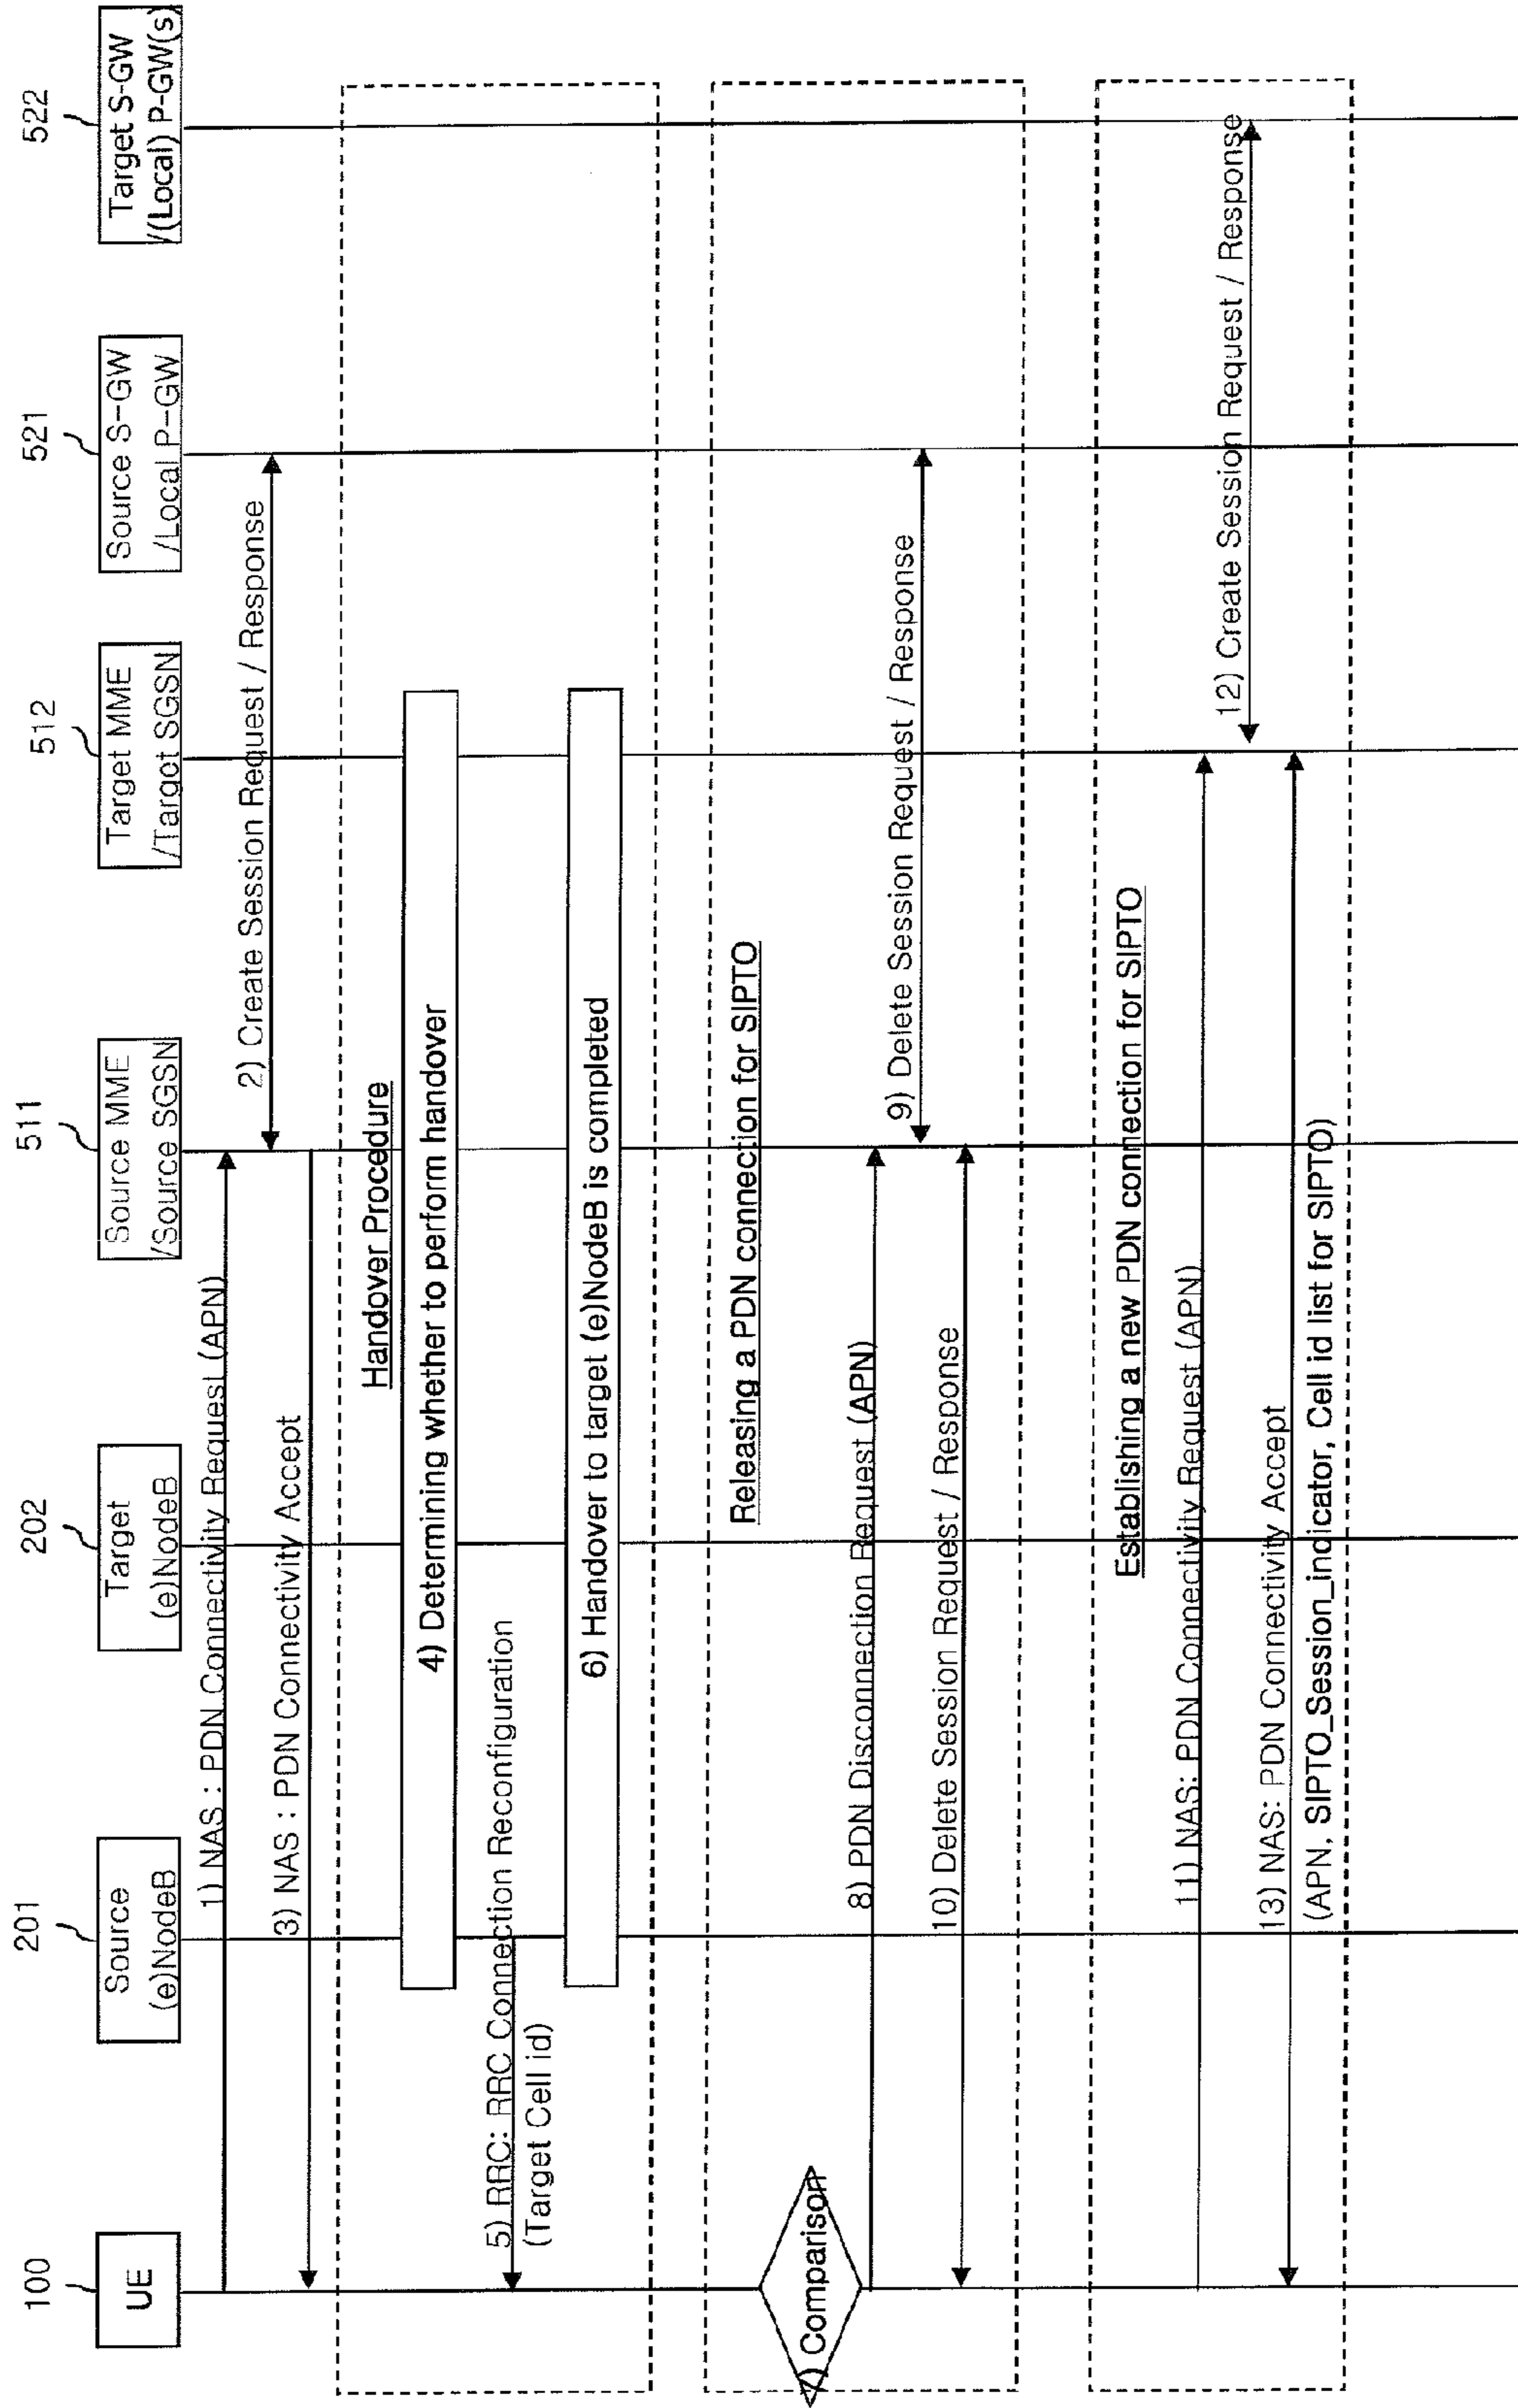 100
201
202
511
512
521
522
UE
Source
(e)NodeB
Target
(e)NodeB
Source MME
/Source SGSN
Target MME
/Targot SGSN
Source S-GW
/Local P-GW
Target S-GW
/(Local) P-GW(s)
1) NAS : PDN Connectivity Request (APN)
2) Create Session Request / Response
3) NAS : PDN Connectivity Accept
Handover Procedure
4) Determining whether to perform handover
5) RRC: RRC Connection Reconfiguration
(Target Cell id)
6) Handover to target (e)NodeB is completed
Releasing a PDN connection for SIPTO
7) Comparison
8) PDN Disconnection Request (APN)
9) Delete Session Request / Response
10) Delete Session Request / Response
Establishing a new PDN connection for SIPTO
11) NAS: PDN Connectivity Request (APN)
12) Create Session Request / Response
13) NAS: PDN Connectivity Accept
(APN, SIPTO_Session_indicator, Cell id list for SIPTO)